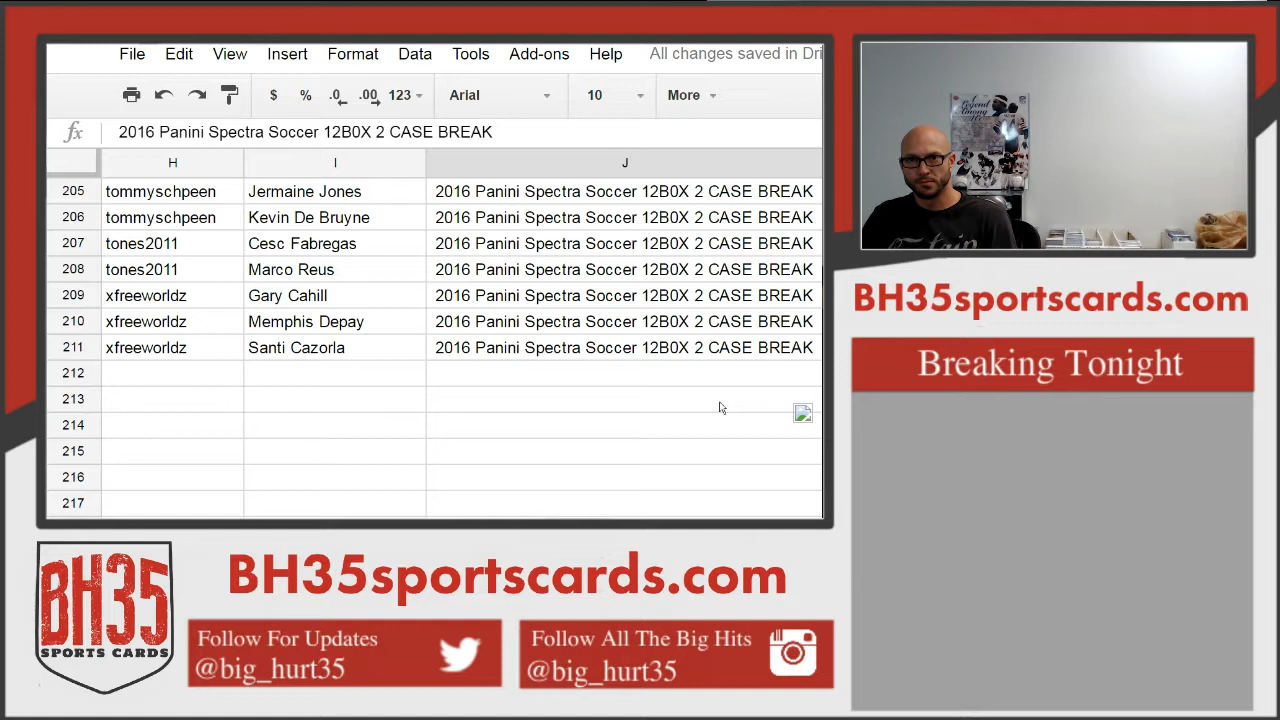 File Edit View Insert Format Data Tools Add-ons Help All changes saved in Dri
$ % .0 .00 123 Arial 10 More
fx 2016 Panini Spectra Soccer 12B0X 2 CASE BREAK
H I J
205 tommyschpeen Jermaine Jones 2016 Panini Spectra Soccer 12B0X 2 CASE BREAK
206 tommyschpeen Kevin De Bruyne 2016 Panini Spectra Soccer 12B0X 2 CASE BREAK
207 tones2011 Cesc Fabregas 2016 Panini Spectra Soccer 12B0X 2 CASE BREAK
208 tones2011 Marco Reus 2016 Panini Spectra Soccer 12B0X 2 CASE BREAK
209 xfreeworldz Gary Cahill 2016 Panini Spectra Soccer 12B0X 2 CASE BREAK
210 xfreeworldz Memphis Depay 2016 Panini Spectra Soccer 12B0X 2 CASE BREAK
211 xfreeworldz Santi Cazorla 2016 Panini Spectra Soccer 12B0X 2 CASE BREAK
212
213
214
215
216
217
Legend
BH35sportscards.com
Breaking Tonight
BH35
SPORTS CARDS
BH35sportscards.com
Follow For Updates
@big_hurt35
Follow All The Big Hits
@big_hurt35